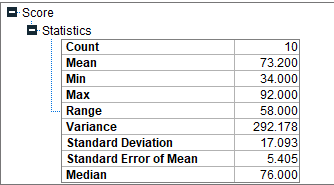 Score
Statistics
Count 10
Mean 73.200
Min 34.000
Max 92.000
Range 58.000
Variance 292.178
Standard Deviation 17.093
Standard Error of Mean 5.405
Median 76.000